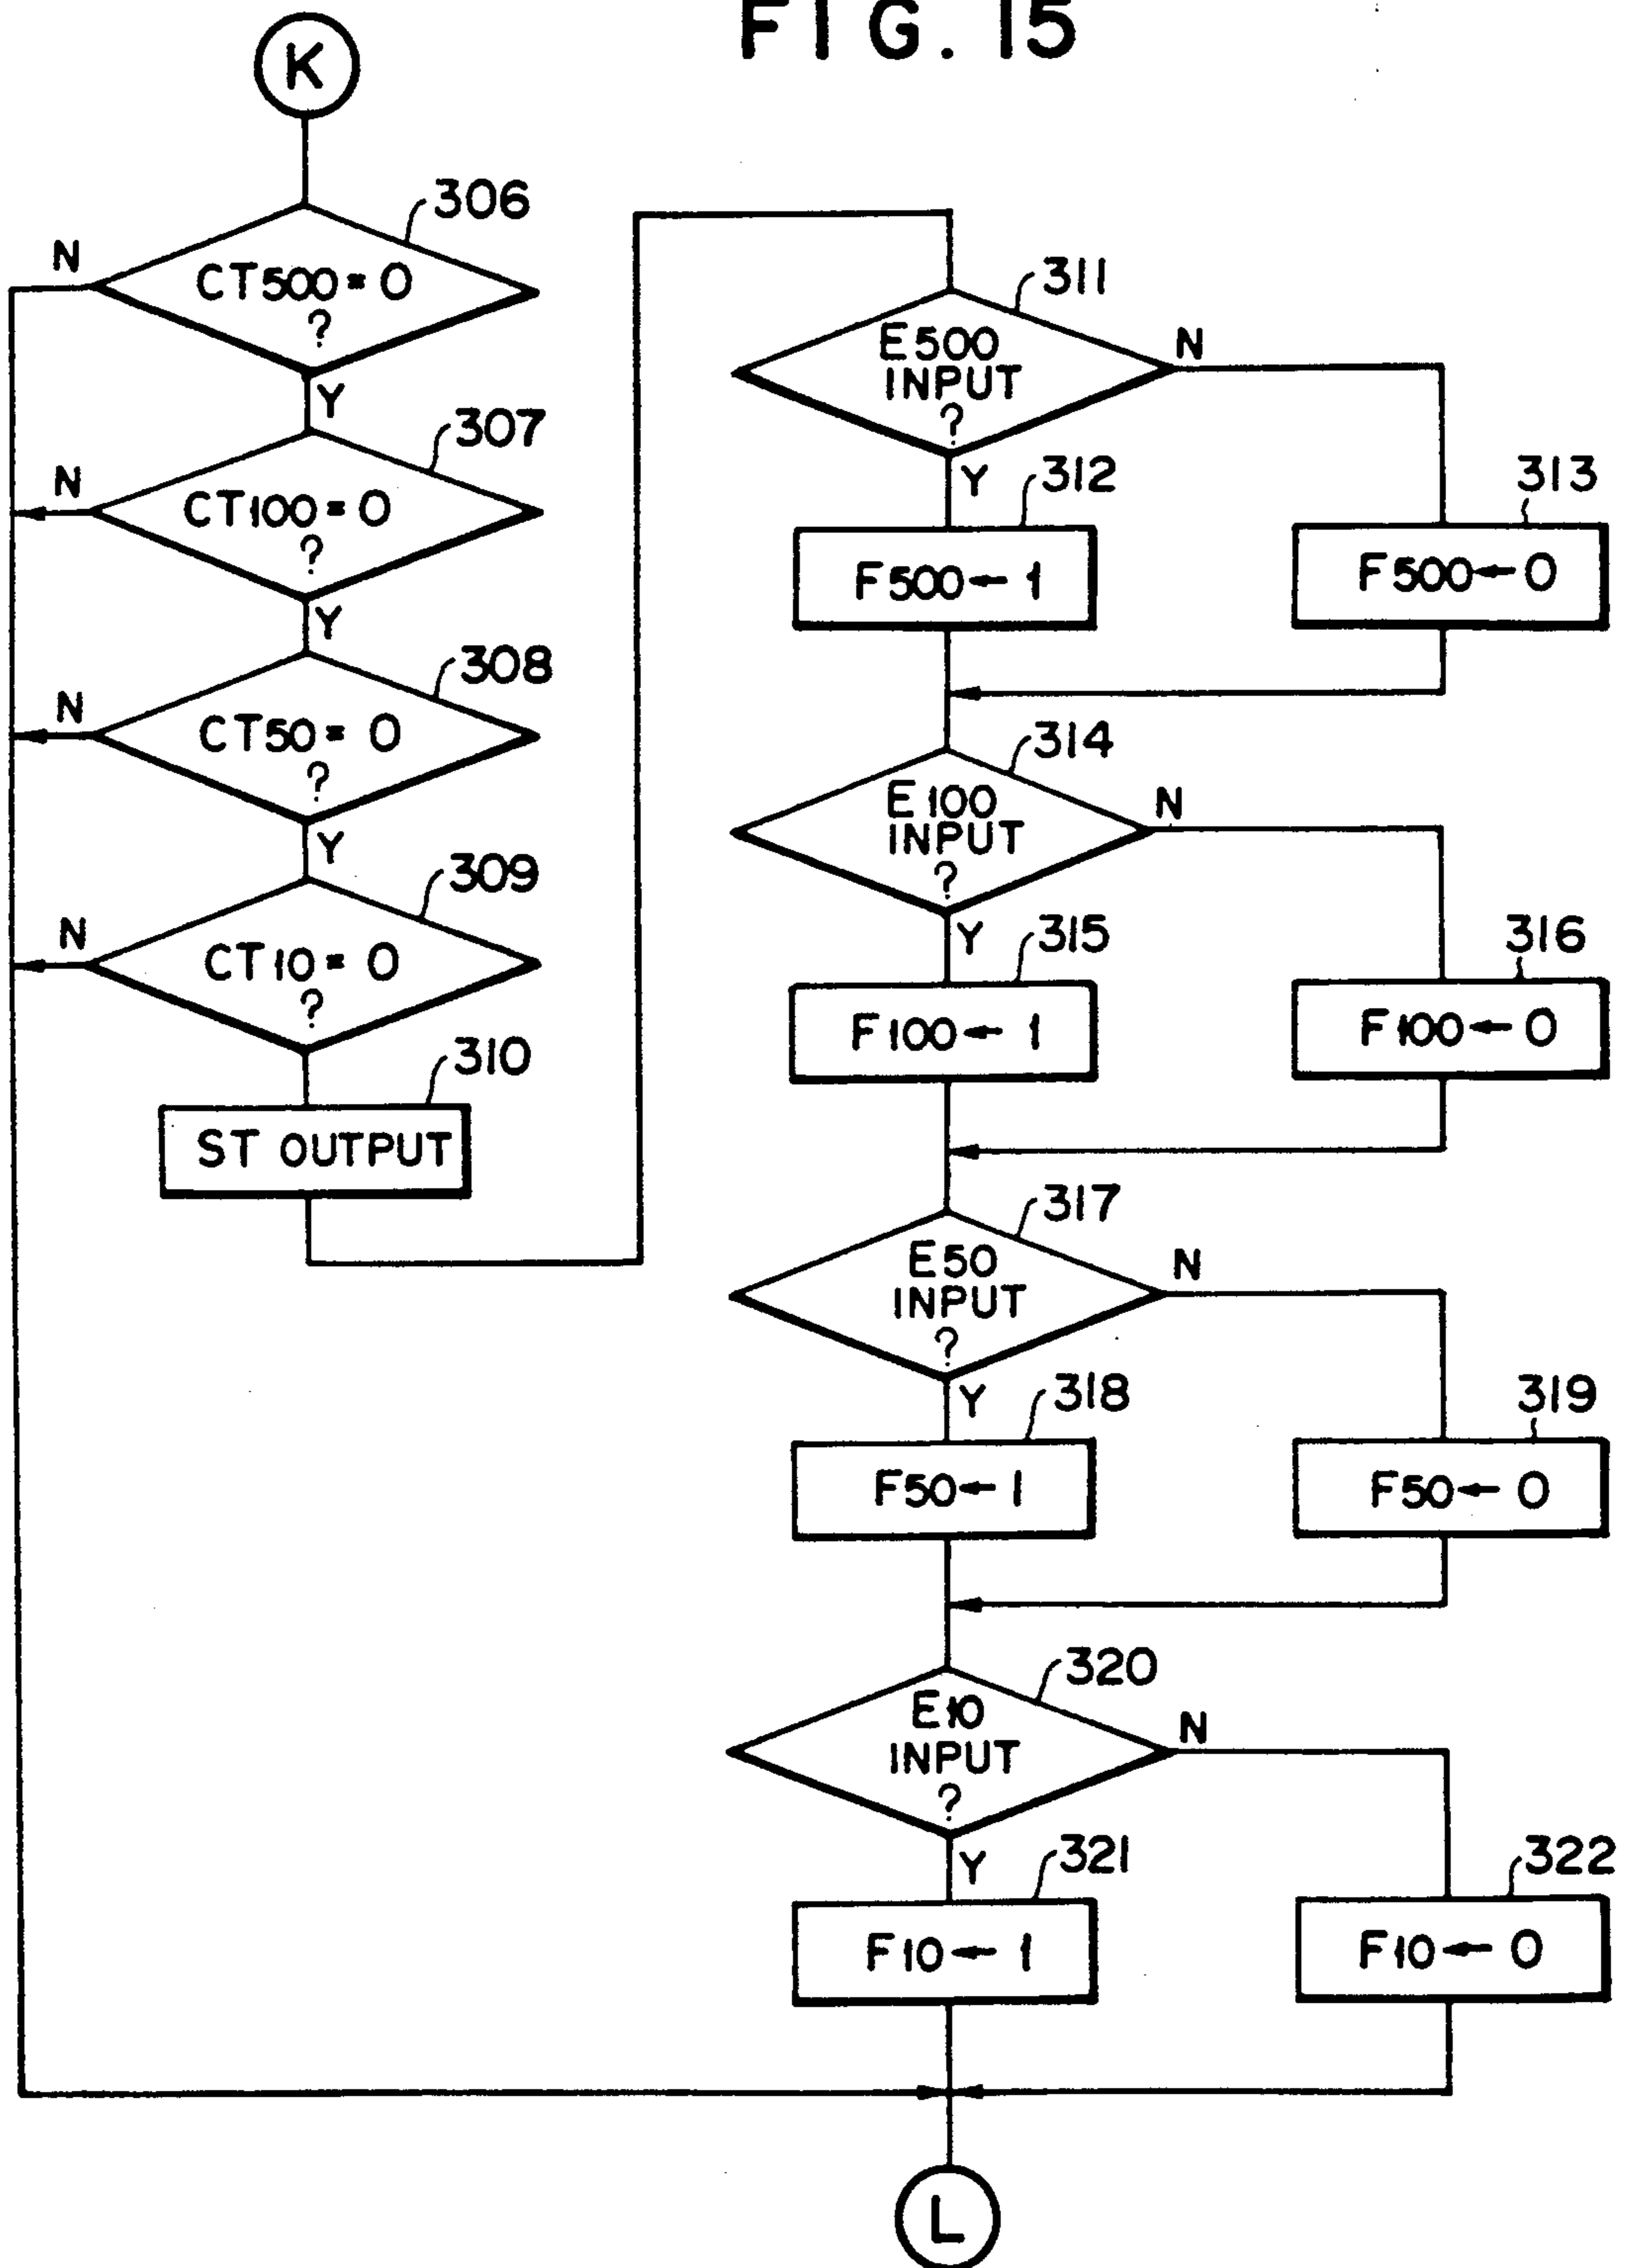 FIG. 15
K
306
N
CT500=0
?
Y
307
N
CT100=0
?
Y
308
N
CT50=0
?
Y
309
N
CT10=0
?
310
ST OUTPUT
311
E500
INPUT
?
N
Y
312
313
F500←1
F500←0
314
E100
INPUT
?
N
Y
315
316
F100←1
F100←0
317
E50
INPUT
?
N
Y
318
319
F50←1
F50←0
320
E10
INPUT
?
N
Y
321
322
F10←1
F10←0
L